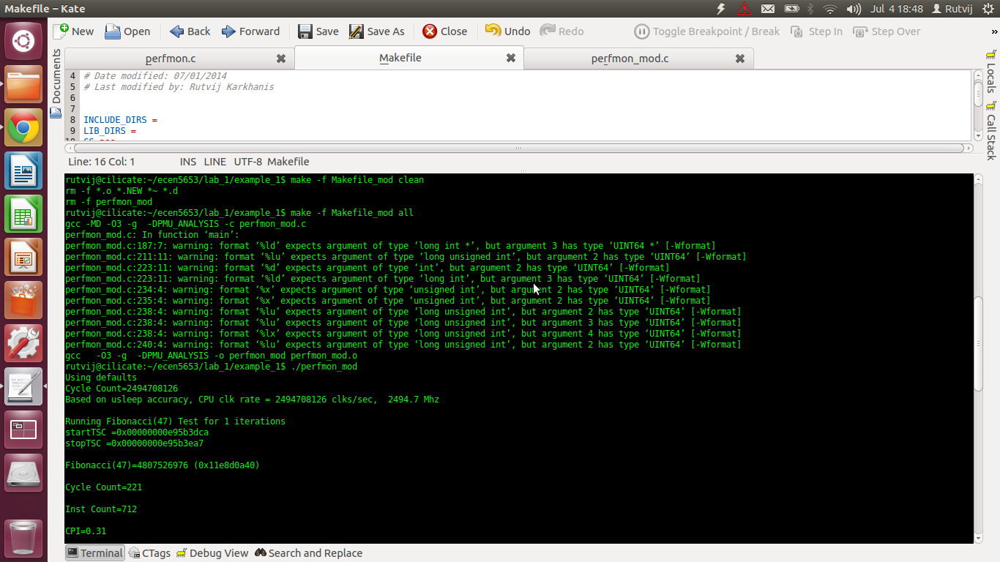 Makefile – Kate
Jul 4 18:48 Rutvij
New Open Back Forward Save Save As Close Undo Redo Toggle Breakpoint / Break Step In Step Over »
Documents
perfmon.c Makefile perfmon_mod.c
Locals
Call Stack
4 # Date modified: 07/01/2014
5 # Last modified by: Rutvij Karkhanis
6
7
8 INCLUDE_DIRS =
9 LIB_DIRS =
Line: 16 Col: 1 INS LINE UTF-8 Makefile
rutvij@cilicate:~/ecen5653/lab_1/example_1$ make -f Makefile_mod clean
rm -f *.o *.NEW *~ *.d
rm -f perfmon_mod
rutvij@cilicate:~/ecen5653/lab_1/example_1$ make -f Makefile_mod all
gcc -MD -O3 -g  -DPMU_ANALYSIS -c perfmon_mod.c
perfmon_mod.c: In function ‘main’:
perfmon_mod.c:187:7: warning: format ‘%ld’ expects argument of type ‘long int *’, but argument 3 has type ‘UINT64 *’ [-Wformat]
perfmon_mod.c:211:11: warning: format ‘%lu’ expects argument of type ‘long unsigned int’, but argument 2 has type ‘UINT64’ [-Wformat]
perfmon_mod.c:223:11: warning: format ‘%d’ expects argument of type ‘int’, but argument 2 has type ‘UINT64’ [-Wformat]
perfmon_mod.c:223:11: warning: format ‘%ld’ expects argument of type ‘long int’, but argument 3 has type ‘UINT64’ [-Wformat]
perfmon_mod.c:234:4: warning: format ‘%x’ expects argument of type ‘unsigned int’, but argument 2 has type ‘UINT64’ [-Wformat]
perfmon_mod.c:235:4: warning: format ‘%x’ expects argument of type ‘unsigned int’, but argument 2 has type ‘UINT64’ [-Wformat]
perfmon_mod.c:238:4: warning: format ‘%lu’ expects argument of type ‘long unsigned int’, but argument 2 has type ‘UINT64’ [-Wformat]
perfmon_mod.c:238:4: warning: format ‘%lu’ expects argument of type ‘long unsigned int’, but argument 3 has type ‘UINT64’ [-Wformat]
perfmon_mod.c:238:4: warning: format ‘%lx’ expects argument of type ‘long unsigned int’, but argument 4 has type ‘UINT64’ [-Wformat]
perfmon_mod.c:240:4: warning: format ‘%lu’ expects argument of type ‘long unsigned int’, but argument 2 has type ‘UINT64’ [-Wformat]
gcc   -O3 -g  -DPMU_ANALYSIS -o perfmon_mod perfmon_mod.o
rutvij@cilicate:~/ecen5653/lab_1/example_1$ ./perfmon_mod
Using defaults
Cycle Count=2494708126
Based on usleep accuracy, CPU clk rate = 2494708126 clks/sec,  2494.7 Mhz
Running Fibonacci(47) Test for 1 iterations
startTSC =0x00000000e95b3dca
stopTSC =0x00000000e95b3ea7
Fibonacci(47)=4807526976 (0x11e8d0a40)
Cycle Count=221
Inst Count=712
CPI=0.31
Terminal CTags Debug View Search and Replace